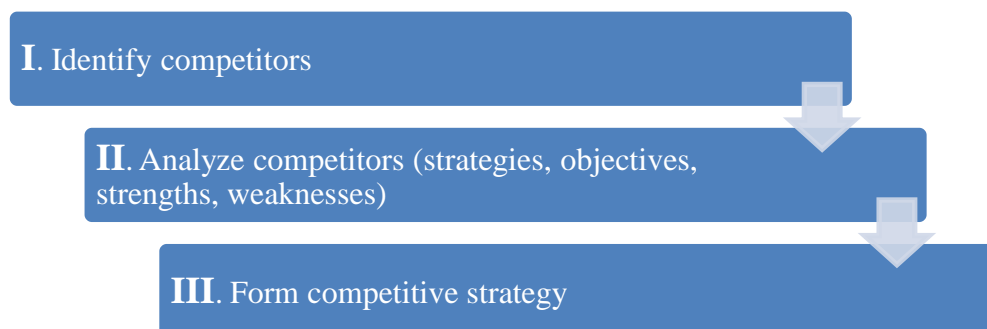 I. Identify competitors
II. Analyze competitors (strategies, objectives,
strengths, weaknesses)
III. Form competitive strategy